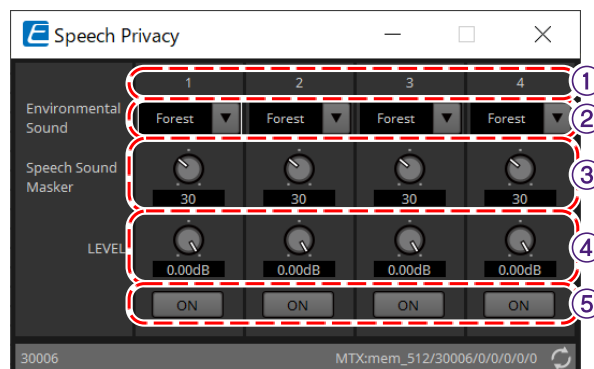 Speech Privacy
1 2 3 4 ①
Environmental
Sound
Forest Forest Forest Forest ②
Speech Sound
Masker
30 30 30 30 ③
LEVEL ④
0.00dB 0.00dB 0.00dB 0.00dB
ON ON ON ON ⑤
30006 MTX:mem_512/30006/0/0/0/0/0